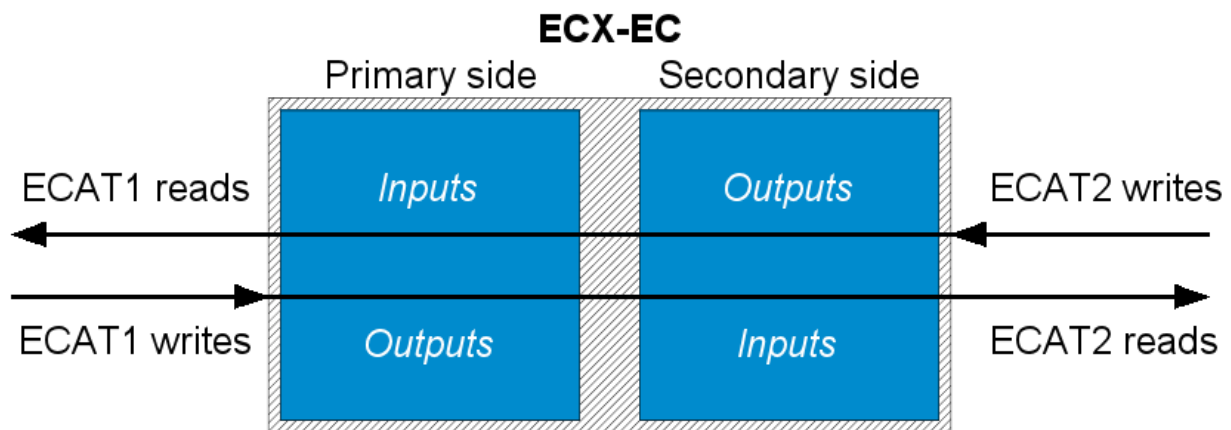 ECX-EC
Primary side Secondary side
ECAT1 reads Inputs Outputs ECAT2 writes
ECAT1 writes Outputs Inputs ECAT2 reads